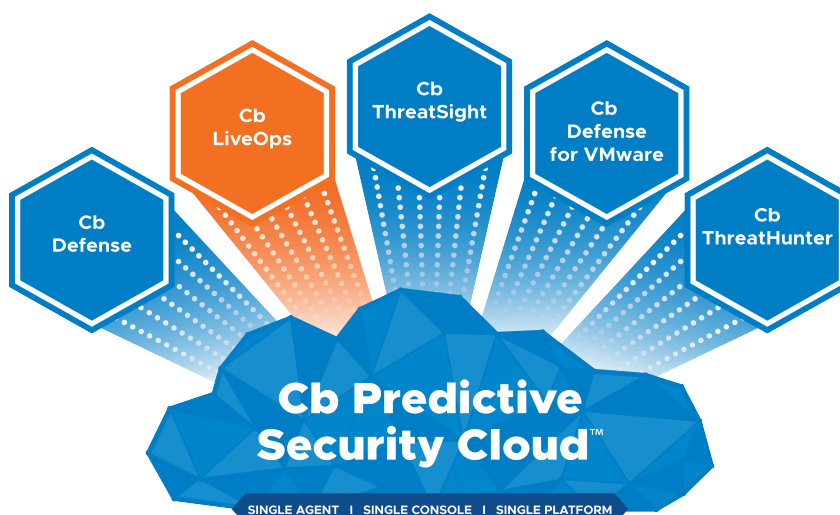 Cb
Defense
Cb
LiveOps
Cb
ThreatSight
Cb
Defense
for VMware
Cb
ThreatHunter
Cb Predictive
Security Cloud™
SINGLE AGENT | SINGLE CONSOLE | SINGLE PLATFORM